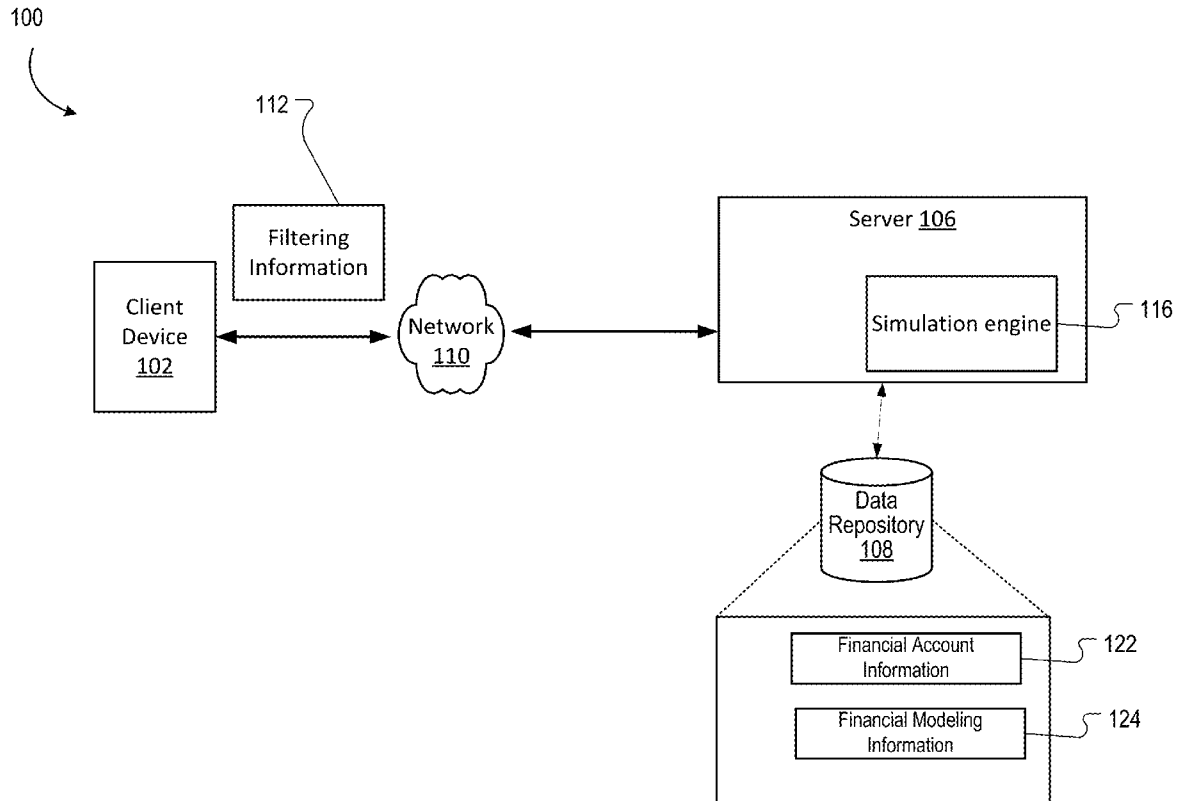 100
112
Filtering
Information
Client
Device
102
Network
110
Server 106
Simulation engine
116
Data
Repository
108
Financial Account
Information
122
Financial Modeling
Information
124